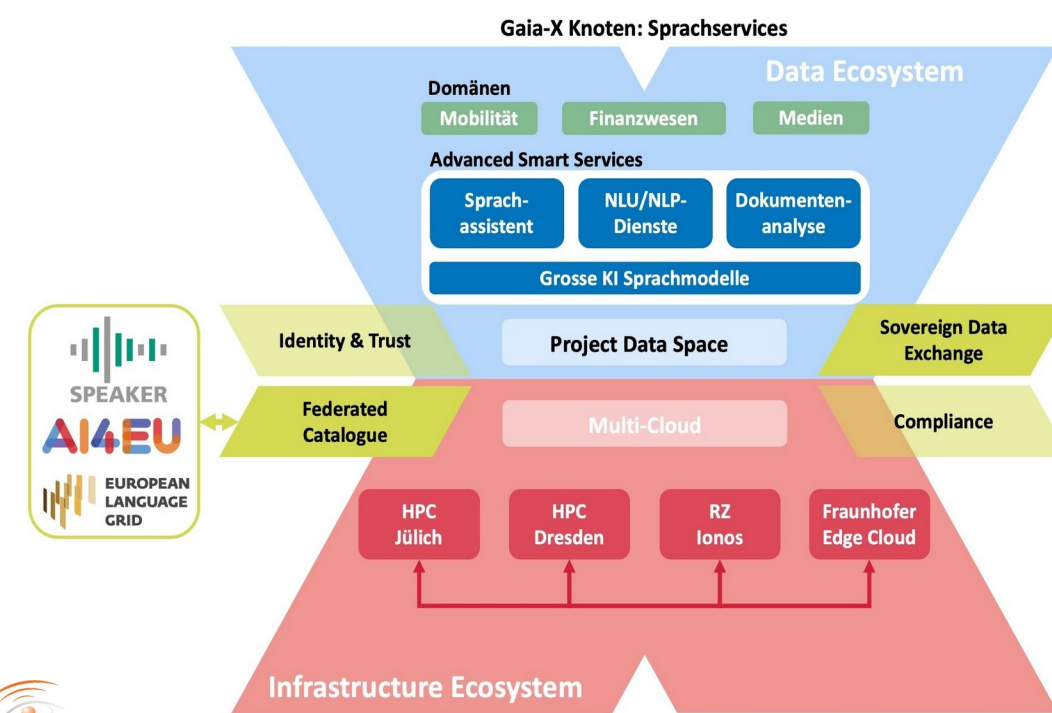 Gaia-X Knoten: Sprachservices
Data Ecosystem
Domänen
Mobilität
Finanzwesen
Medien
Advanced Smart Services
Sprach-
assistent
NLU/NLP-
Dienste
Dokumenten-
analyse
Grosse KI Sprachmodelle
Identity & Trust
Project Data Space
Sovereign Data
Exchange
SPEAKER
AI4EU
EUROPEAN
LANGUAGE
GRID
Federated
Catalogue
Multi-Cloud
Compliance
HPC
Jülich
HPC
Dresden
RZ
Ionos
Fraunhofer
Edge Cloud
Infrastructure Ecosystem